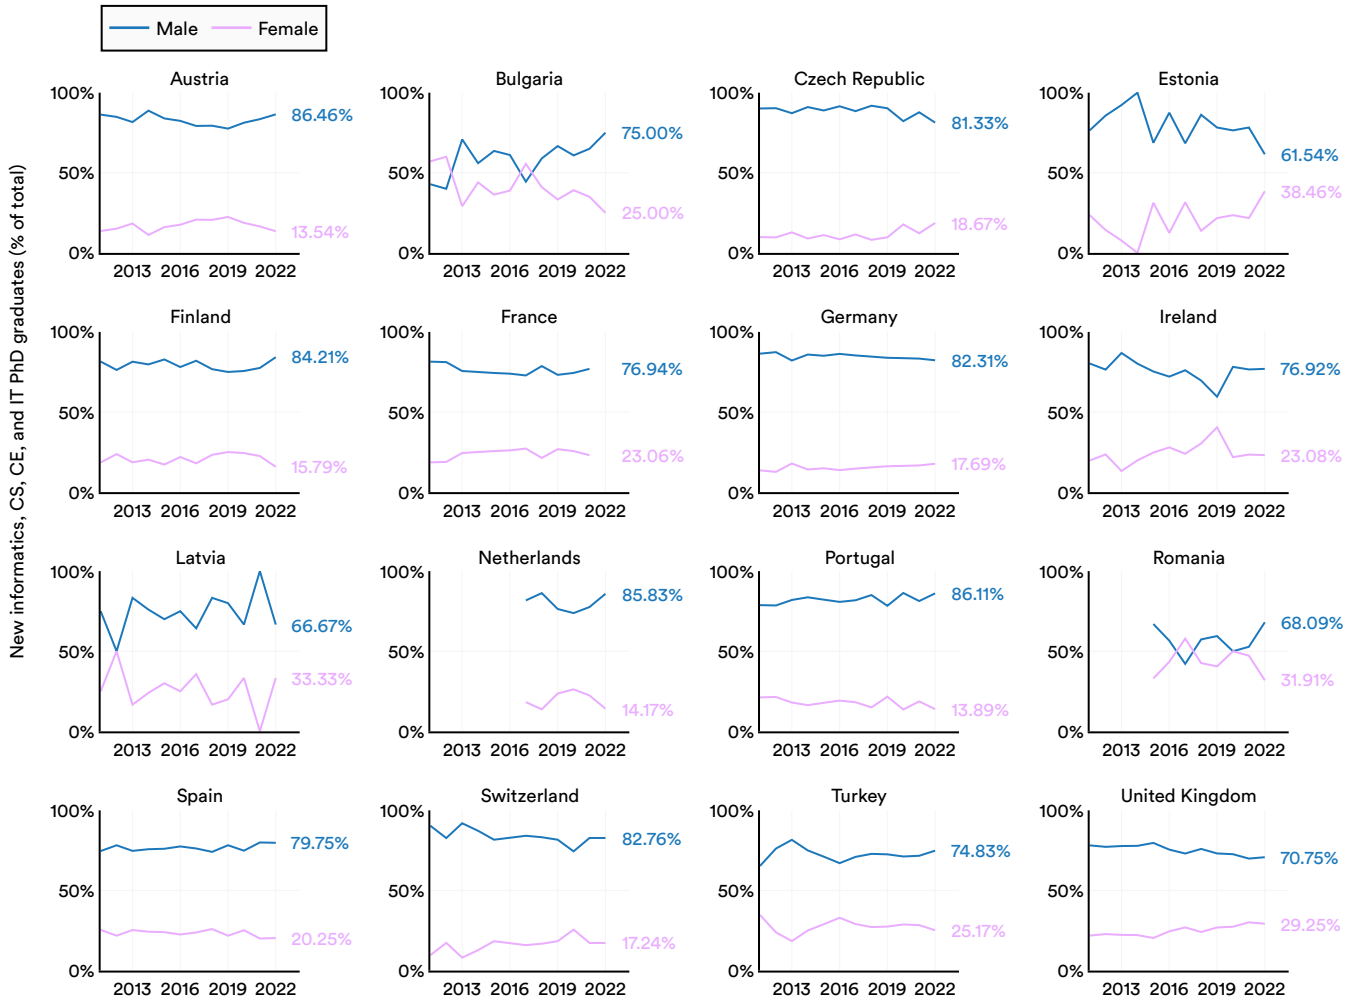 Male Female
New informatics, CS, CE, and IT PhD graduates (% of total)
Austria
100%
50%
0%
86.46%
13.54%
2013 2016 2019 2022
Bulgaria
100%
50%
0%
75.00%
25.00%
2013 2016 2019 2022
Czech Republic
100%
50%
0%
81.33%
18.67%
2013 2016 2019 2022
Estonia
100%
50%
0%
61.54%
38.46%
2013 2016 2019 2022
Finland
100%
50%
0%
84.21%
15.79%
2013 2016 2019 2022
France
100%
50%
0%
76.94%
23.06%
2013 2016 2019 2022
Germany
100%
50%
0%
82.31%
17.69%
2013 2016 2019 2022
Ireland
100%
50%
0%
76.92%
23.08%
2013 2016 2019 2022
Latvia
100%
50%
0%
66.67%
33.33%
2013 2016 2019 2022
Netherlands
100%
50%
0%
85.83%
14.17%
2013 2016 2019 2022
Portugal
100%
50%
0%
86.11%
13.89%
2013 2016 2019 2022
Romania
100%
50%
0%
68.09%
31.91%
2013 2016 2019 2022
Spain
100%
50%
0%
79.75%
20.25%
2013 2016 2019 2022
Switzerland
100%
50%
0%
82.76%
17.24%
2013 2016 2019 2022
Turkey
100%
50%
0%
74.83%
25.17%
2013 2016 2019 2022
United Kingdom
100%
50%
0%
70.75%
29.25%
2013 2016 2019 2022